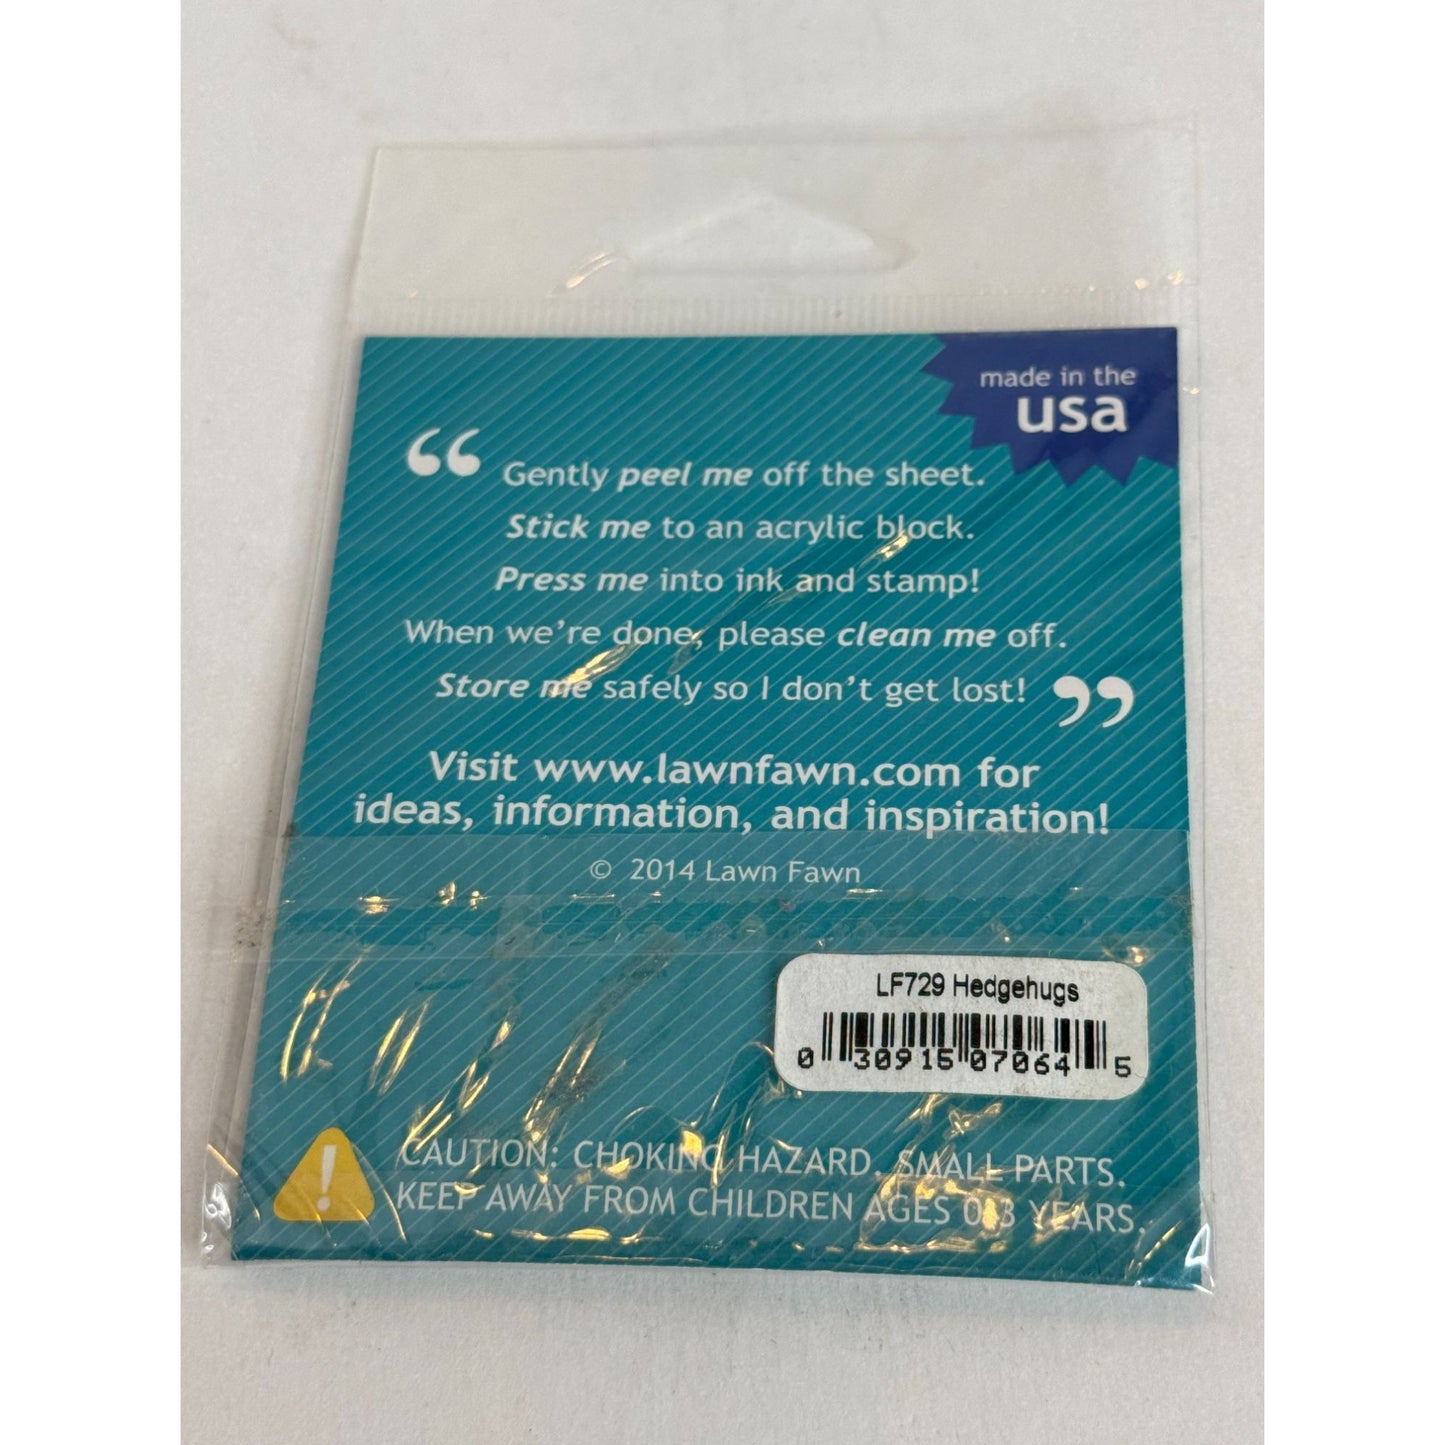 made in the
usa
“ Gently peel me off the sheet.
Stick me to an acrylic block.
Press me into ink and stamp!
When we're done, please clean me off.
Store me safely so I don't get lost! ”
Visit www.lawnfawn.com for
ideas, information, and inspiration!
© 2014 Lawn Fawn
LF729 Hedgehugs
0 30915 07064 5
! CAUTION: CHOKING HAZARD. SMALL PARTS.
KEEP AWAY FROM CHILDREN AGES 0-3 YEARS.